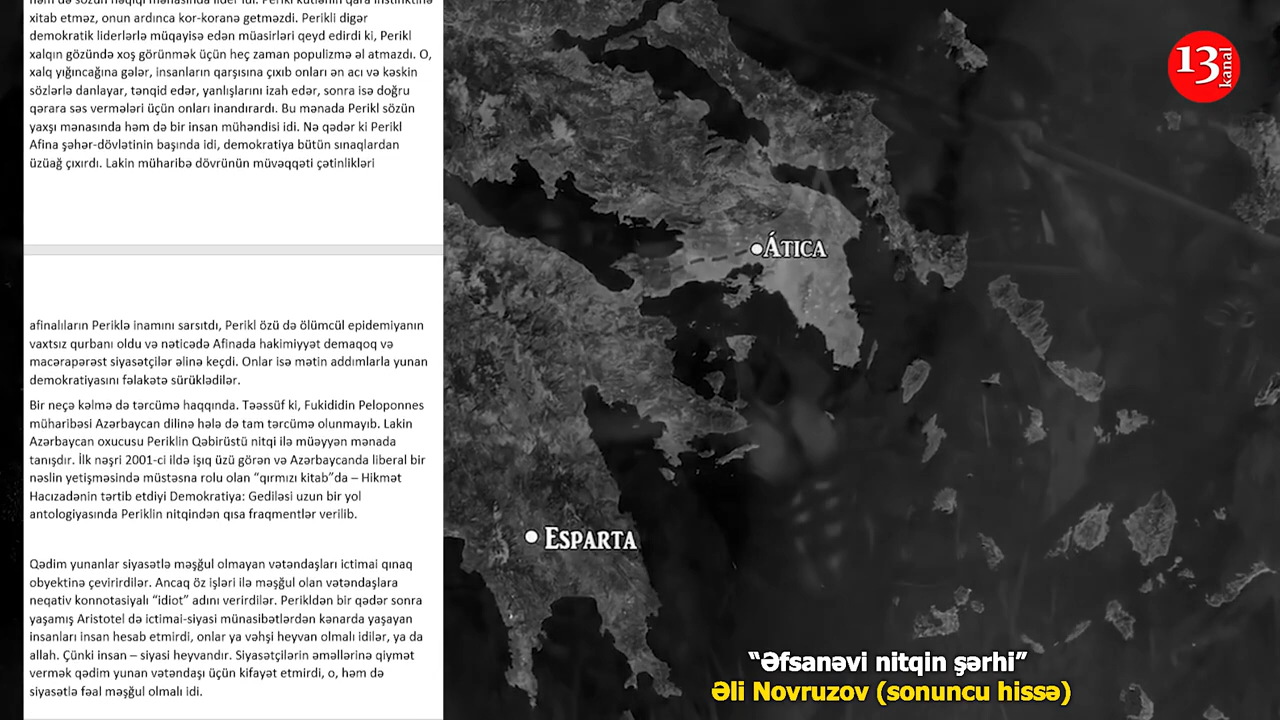 həm də sözün həqiqi mənasında lider idi. Perikl kütlənin qara instinktinə
xitab etməz, onun ardınca kor-koranə getməzdi. Perikli digər
demokratik liderlərlə müqayisə edən müasirləri qeyd edirdi ki, Perikl
xalqın gözündə xoş görünmək üçün heç zaman populizmə əl atmazdı. O,
xalq yığıncağına gələr, insanların qarşısına çıxıb onları ən acı və kəskin
sözlərlə danlayar, tənqid edər, yanlışlarını izah edər, sonra isə doğru
qərara səs vermələri üçün onları inandırardı. Bu mənada Perikl sözün
yaxşı mənasında həm də bir insan mühəndisi idi. Nə qədər ki Perikl
Afina şəhər-dövlətinin başında idi, demokratiya bütün sınaqlardan
üzüağ çıxırdı. Lakin müharibə dövrünün müvəqqəti çətinlikləri
afinalıların Periklə inamını sarsıtdı, Perikl özü də ölümcül epidemiyanın
vaxtsız qurbanı oldu və nəticədə Afinada hakimiyyət demaqoq və
macərapərəst siyasətçilər əlinə keçdi. Onlar isə mətin addımlarla yunan
demokratiyasını fəlakətə sürüklədilər.
Bir neçə kəlmə də tərcümə haqqında. Təəssüf ki, Fukididin Peloponnes
müharibəsi Azərbaycan dilinə hələ də tam tərcümə olunmayıb. Lakin
Azərbaycan oxucusu Periklin Qəbirüstü nitqi ilə müəyyən mənada
tanışdır. İlk nəşri 2001-ci ildə işıq üzü görən və Azərbaycanda liberal bir
nəslin yetişməsində müstəsna rolu olan “qırmızı kitab”da – Hikmət
Hacızadənin tərtib etdiyi Demokratiya: Gediləsi uzun bir yol
antologiyasında Periklin nitqindən qısa fraqmentlər verilib.
Qədim yunanlar siyasətlə məşğul olmayan vətəndaşları ictimai qınaq
obyektinə çevirirdilər. Ancaq öz işləri ilə məşğul olan vətəndaşlara
neqativ konnotasiyalı “idiot” adını verirdilər. Perikldən bir qədər sonra
yaşamış Aristotel də ictimai-siyasi münasibətlərdən kənarda yaşayan
insanları insan hesab etmirdi, onlar ya vəhşi heyvan olmalı idilər, ya da
allah. Çünki insan – siyasi heyvandır. Siyasətçilərin əməllərinə qiymət
vermək qədim yunan vətəndaşı üçün kifayət etmirdi, o, həm də
siyasətlə fəal məşğul olmalı idi.
13 kanal
ÁTICA
ESPARTA
“Əfsanəvi nitqin şərhi”
Əli Novruzov (sonuncu hissə)